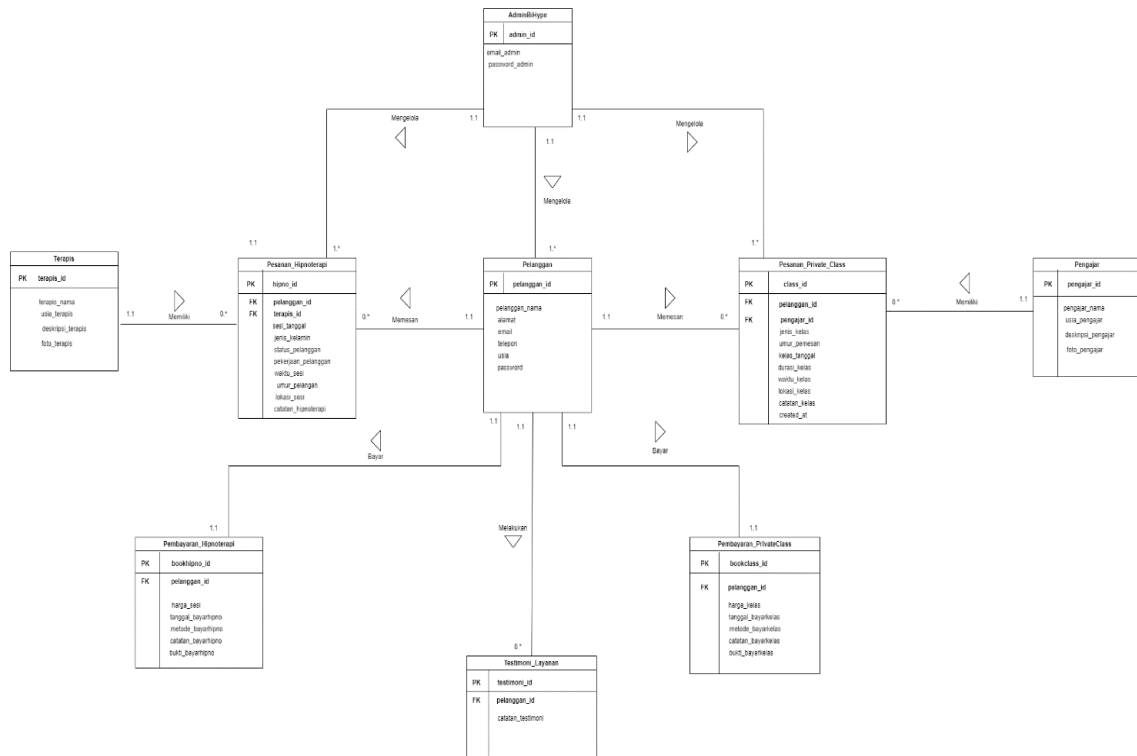 AdminBiHype
PK admin_id
email_admin
password_admin
1.1
1.1
1.1
Mengelola
Mengelola
Mengelola
1.1
1.*
1.*
1.*
Terapis
PK terapis_id
terapis_nama
usia_terapis
deskripsi_terapis
foto_terapis
1.1
Memiliki
0.*
Pesanan_Hipnoterapi
PK hipno_id
FK pelanggan_id
FK terapis_id
sesi_tanggal
jenis_kelamin
status_pelanggan
pekerjaan_pelanggan
waktu_sesi
umur_pelangan
lokasi_sesi
catatan_hipnoterapi
0.*
Memesan
1.1
Pelanggan
PK pelanggan_id
pelanggan_nama
alamat
email
telepon
usia
password
1.1
Memesan
0.*
Pesanan_Private_Class
PK class_id
FK pelanggan_id
FK pengajar_id
jenis_kelas
umur_pemesan
kelas_tanggal
durasi_kelas
waktu_kelas
lokasi_kelas
catatan_kelas
created_at
0.*
Memiliki
1.1
Pengajar
PK pengajar_id
pengajar_nama
usia_pengajar
deskripsi_pengajar
foto_pengajar
1.1
1.1
1.1
Bayar
Bayar
Melakukan
1.1
1.1
Pembayaran_Hipnoterapi
PK bookhipno_id
FK pelanggan_id
harga_sesi
tanggal_bayarhipno
metode_bayarhipno
catatan_bayarhipno
bukti_bayarhipno
Pembayaran_PrivateClass
PK bookclass_id
FK pelanggan_id
harga_kelas
tanggal_bayarkelas
metode_bayarkelas
catatan_bayarkelas
bukti_bayarkelas
0.*
Testimoni_Layanan
PK testimoni_id
FK pelanggan_id
catatan_testimoni